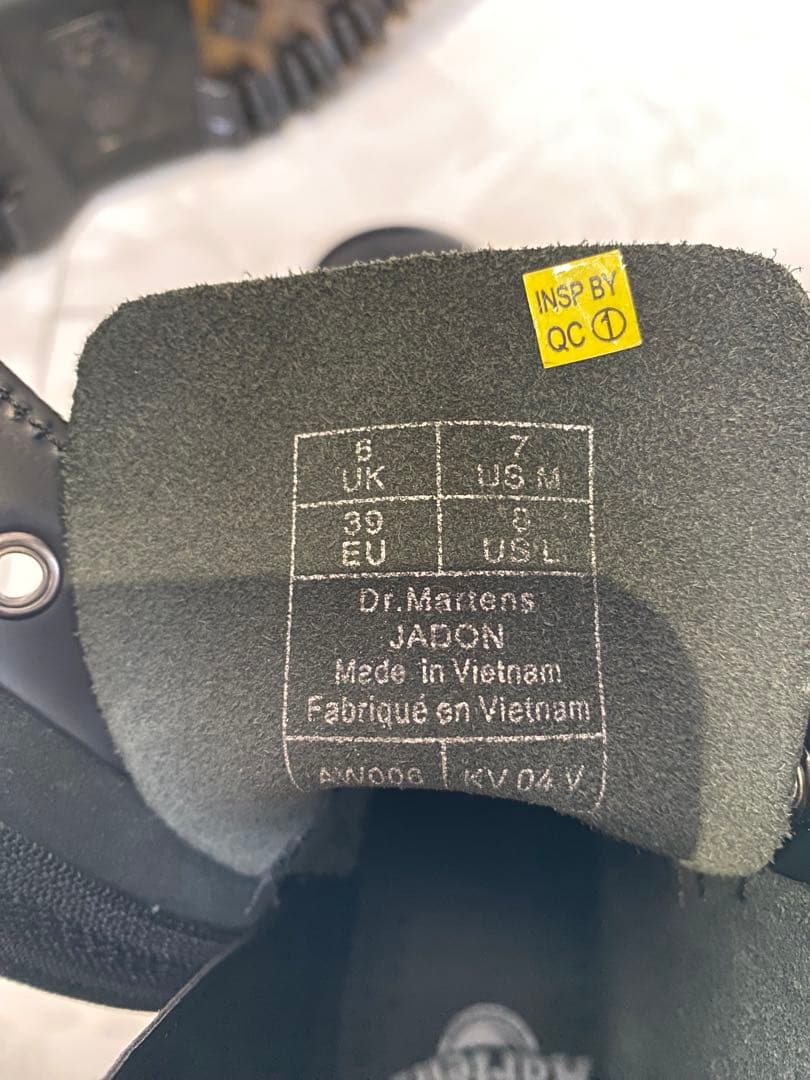 INSP BY
QC ①
6 7
UK US M
39 8
EU US L
Dr.Martens
JADON
Made in Vietnam
Fabriqué en Vietnam
AW006 KV 04 V